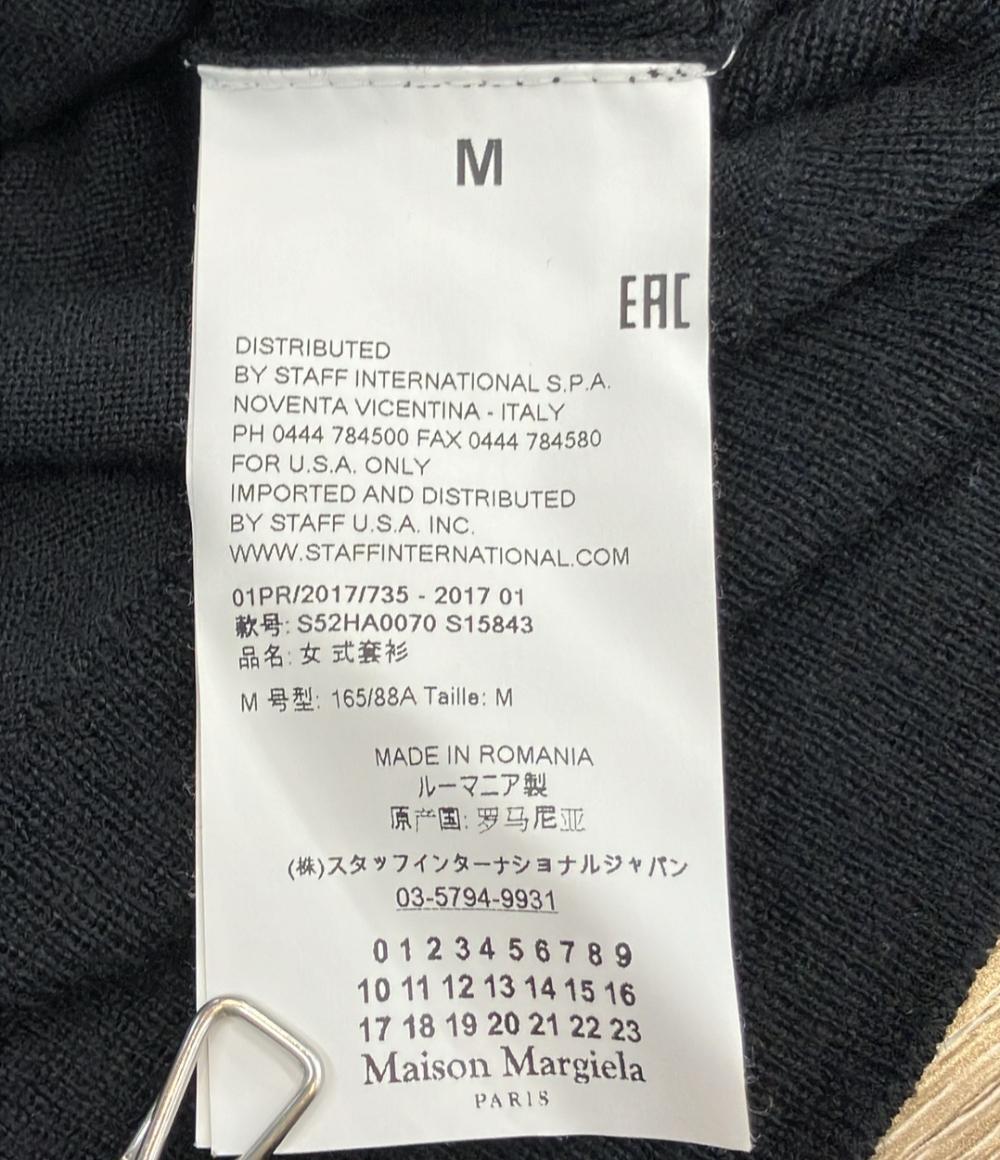 M
EAC
DISTRIBUTED
BY STAFF INTERNATIONAL S.P.A.
NOVENTA VICENTINA - ITALY
PH 0444 784500 FAX 0444 784580
FOR U.S.A. ONLY
IMPORTED AND DISTRIBUTED
BY STAFF U.S.A. INC.
WWW.STAFFINTERNATIONAL.COM
01PR/2017/735 - 2017 01
款号: S52HA0070 S15843
品名: 女 式套衫
M 号型: 165/88A Taille: M
MADE IN ROMANIA
ルーマニア製
原产国: 罗马尼亚
(株)スタッフインターナショナルジャパン
03-5794-9931
0 1 2 3 4 5 6 7 8 9
10 11 12 13 14 15 16
17 18 19 20 21 22 23
Maison Margiela
PARIS